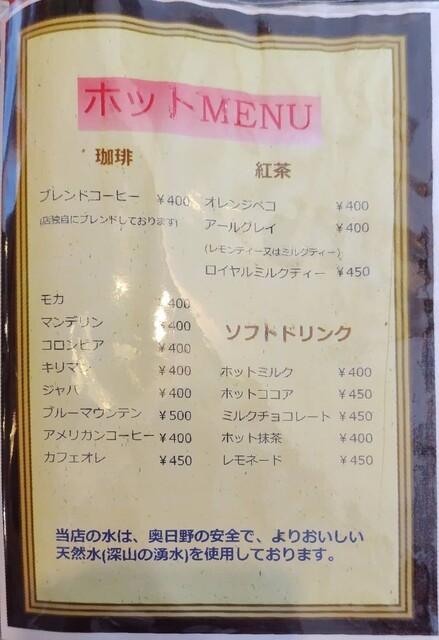 ホットMENU
珈琲
ブレンドコーヒー ￥400
(店独自にブレンドしております)
モカ ￥400
マンデリン ￥400
コロンビア ￥400
キリマン ￥400
ジャバ ￥400
ブルーマウンテン ￥500
アメリカンコーヒー ￥400
カフェオレ ￥450
紅茶
オレンジペコ ￥400
アールグレイ ￥400
(レモンティー又はミルクティー)
ロイヤルミルクティー ￥450
ソフトドリンク
ホットミルク ￥400
ホットココア ￥450
ミルクチョコレート ￥450
ホット抹茶 ￥400
レモネード ￥450
当店の水は、奥日野の安全で、よりおいしい
天然水(深山の湧水)を使用しております。